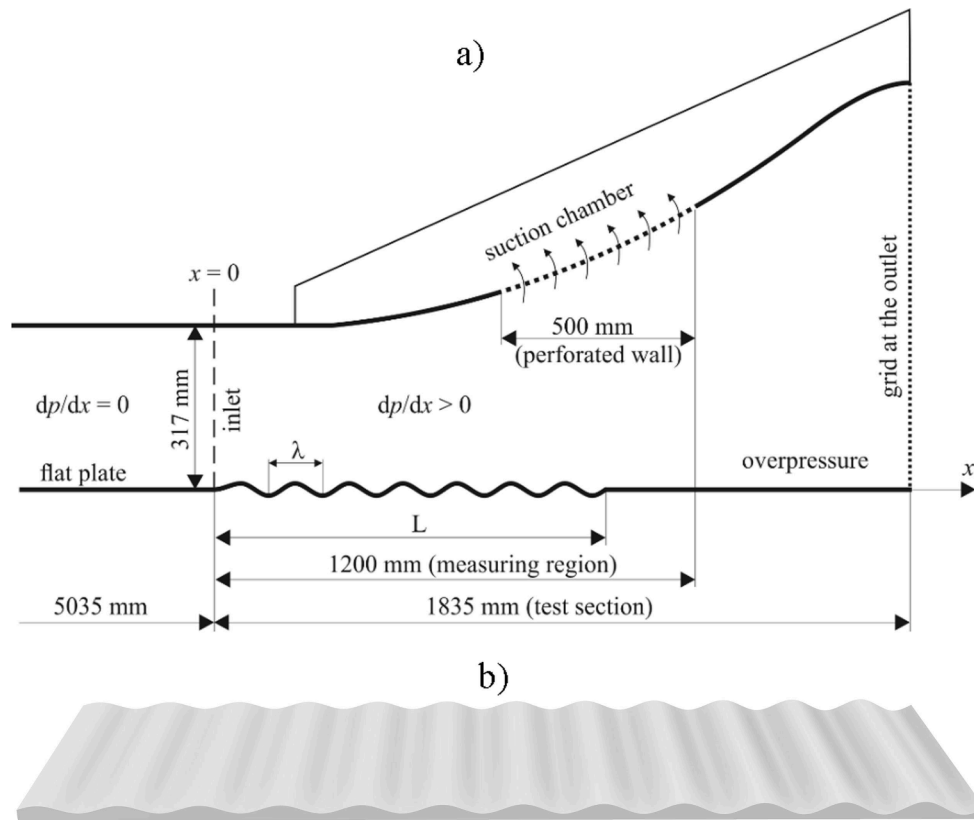 a)
suction chamber
x = 0
500 mm
(perforated wall)
grid at the outlet
317 mm
inlet
dp/dx = 0
dp/dx > 0
λ
flat plate
overpressure
x
L
1200 mm (measuring region)
5035 mm
1835 mm (test section)
b)